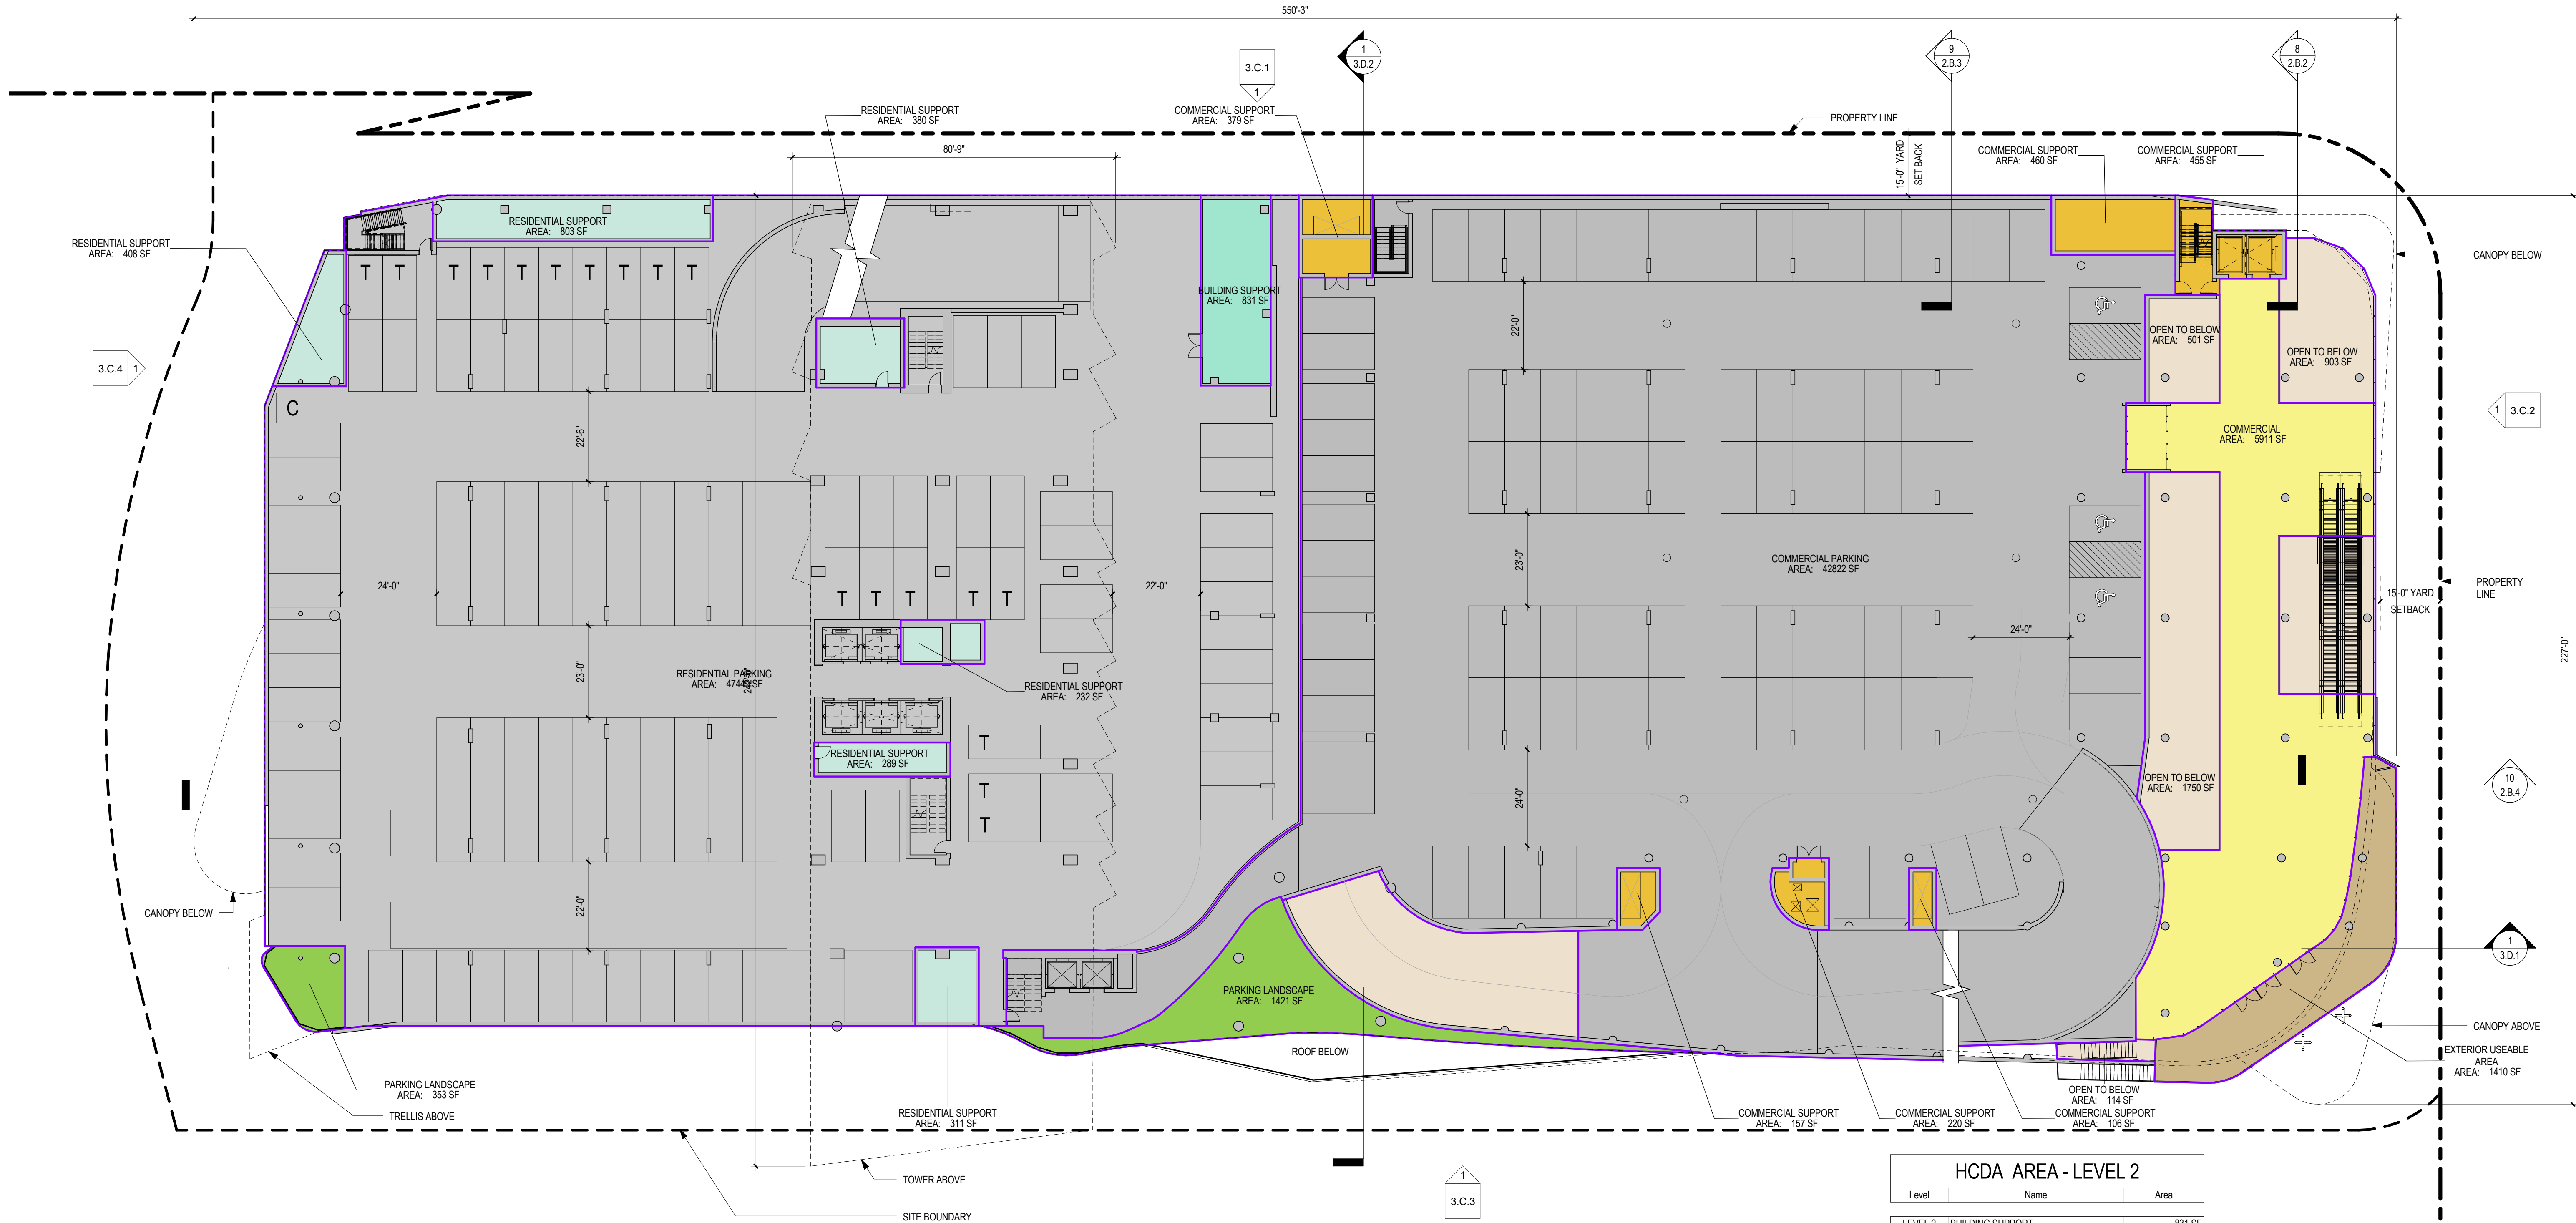 550'-3"
1
3.D.2
9
2.B.3
8
2.B.2
3.C.1
1
RESIDENTIAL SUPPORT
AREA: 380 SF
COMMERCIAL SUPPORT
AREA: 379 SF
PROPERTY LINE
80'-9"
15'-0" YARD
SET BACK
COMMERCIAL SUPPORT
AREA: 460 SF
COMMERCIAL SUPPORT
AREA: 455 SF
RESIDENTIAL SUPPORT
AREA: 803 SF
RESIDENTIAL SUPPORT
AREA: 408 SF
CANOPY BELOW
T T T T T T T T T T
BUILDING SUPPORT
AREA: 831 SF
22'-0"
OPEN TO BELOW
AREA: 501 SF
OPEN TO BELOW
AREA: 903 SF
3.C.4 1
C
1 3.C.2
22'-6"
COMMERCIAL
AREA: 5911 SF
COMMERCIAL PARKING
AREA: 42822 SF
23'-0"
24'-0"
22'-0"
T T T T T
PROPERTY
LINE
15'-0" YARD
SETBACK
24'-0"
227'-0"
23'-0"
RESIDENTIAL PARKING
RESIDENTIAL SUPPORT
AREA: 232 SF
T
RESIDENTIAL SUPPORT
AREA: 289 SF
T
T
24'-0"
OPEN TO BELOW
AREA: 1750 SF
10
2.B.4
22'-0"
CANOPY BELOW
1
3.D.1
PARKING LANDSCAPE
AREA: 1421 SF
CANOPY ABOVE
ROOF BELOW
EXTERIOR USEABLE
AREA
AREA: 1410 SF
PARKING LANDSCAPE
AREA: 353 SF
TRELLIS ABOVE
RESIDENTIAL SUPPORT
AREA: 311 SF
OPEN TO BELOW
AREA: 114 SF
COMMERCIAL SUPPORT
AREA: 157 SF
COMMERCIAL SUPPORT
AREA: 220 SF
COMMERCIAL SUPPORT
AREA: 106 SF
TOWER ABOVE
SITE BOUNDARY
1
3.C.3
HCDA AREA - LEVEL 2
Level Name Area
LEVEL 2 BUILDING SUPPORT 831 SF